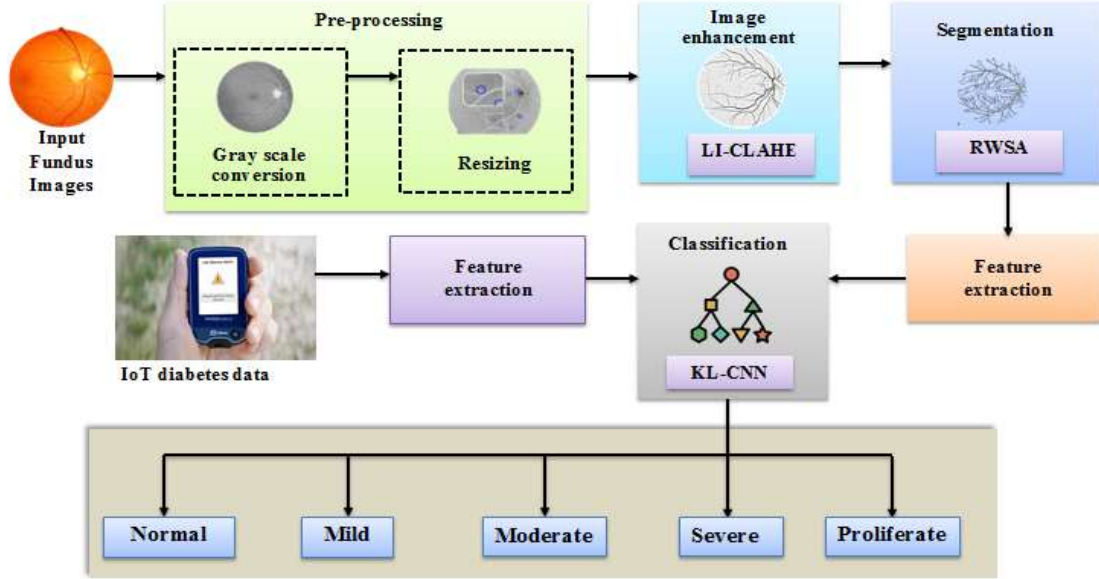 Pre-processing
Image
enhancement
Segmentation
Input
Fundus
Images
Gray scale
conversion
Resizing
LI-CLAHE
RWSA
IoT diabetes data
Feature
extraction
Classification
KL-CNN
Feature
extraction
Normal
Mild
Moderate
Severe
Proliferate